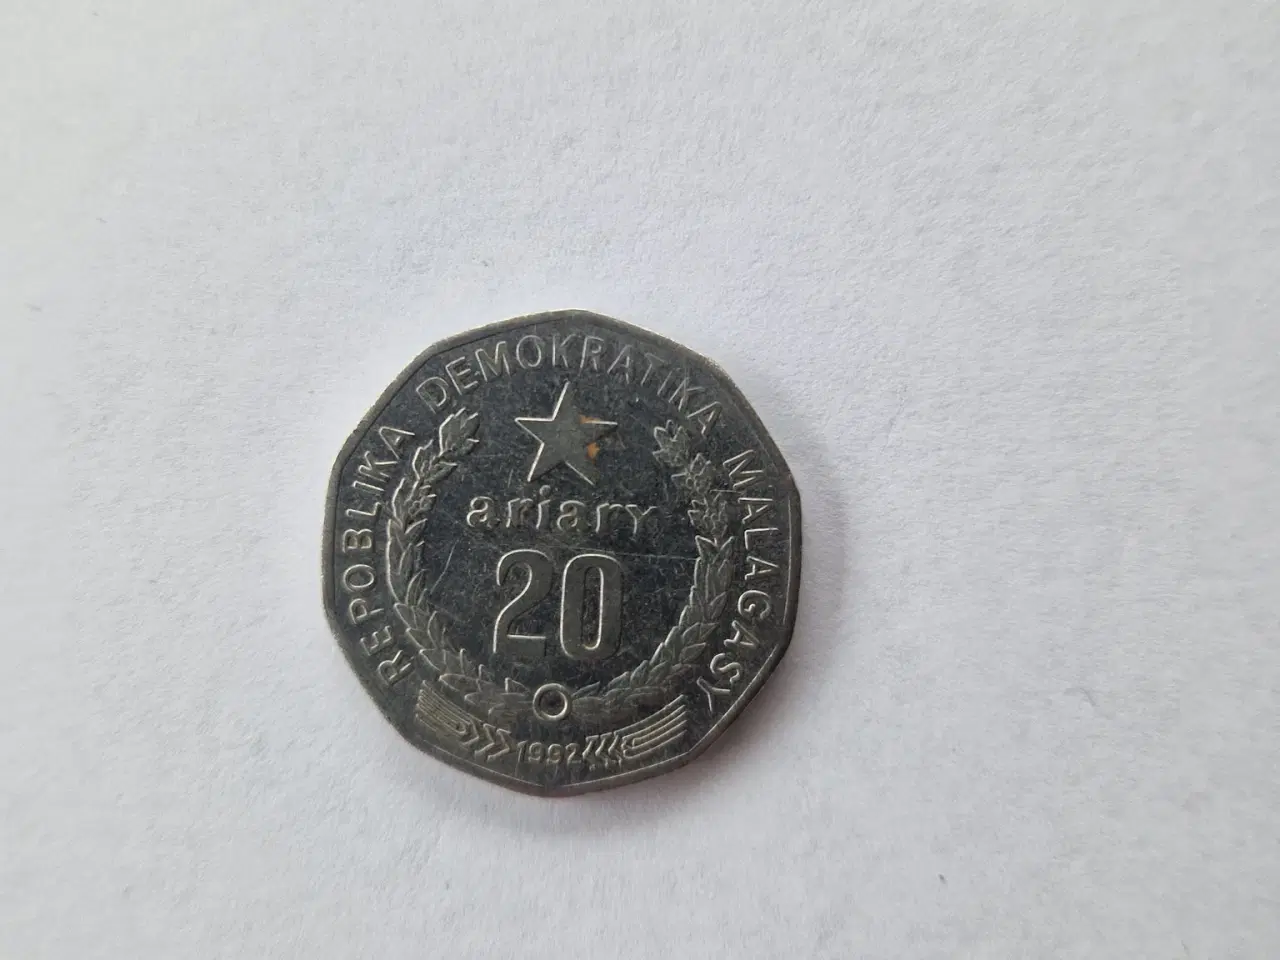 REPOBLIKA DEMOKRATIKA MALAGASY
ariary
20
1992